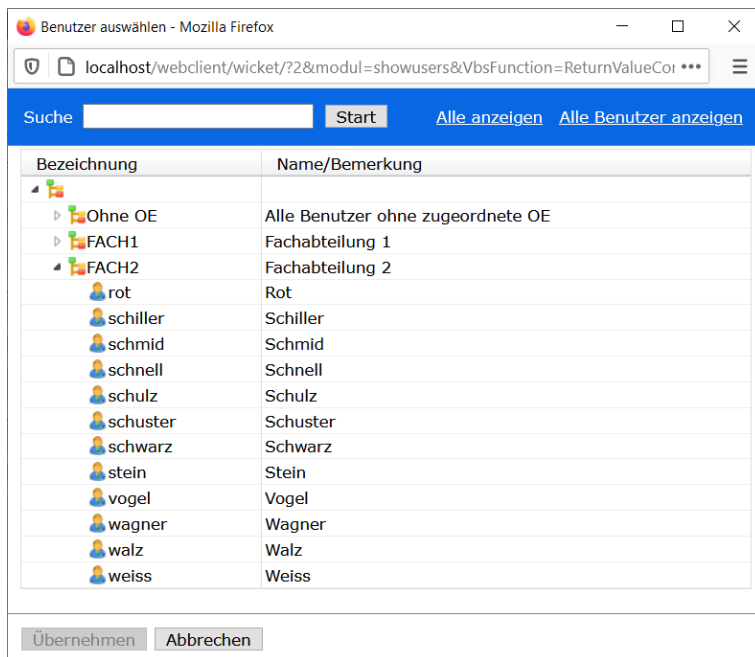 Benutzer auswählen - Mozilla Firefox
localhost/webclient/wicket/?2&modul=showusers&VbsFunction=ReturnValueCor •••
Suche Start Alle anzeigen Alle Benutzer anzeigen
Bezeichnung Name/Bemerkung
Ohne OE Alle Benutzer ohne zugeordnete OE
FACH1 Fachabteilung 1
FACH2 Fachabteilung 2
rot Rot
schiller Schiller
schmid Schmid
schnell Schnell
schulz Schulz
schuster Schuster
schwarz Schwarz
stein Stein
vogel Vogel
wagner Wagner
walz Walz
weiss Weiss
Übernehmen Abbrechen